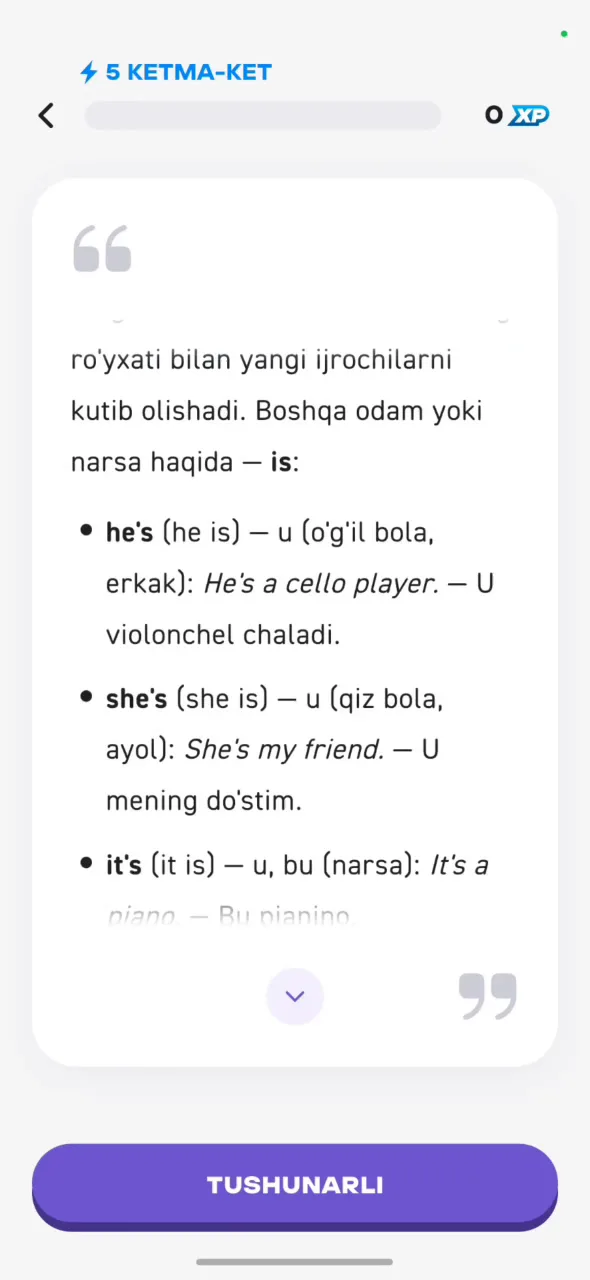 5 KETMA-KET
0 XP
ro'yxati bilan yangi ijrochilarni
kutib olishadi. Boshqa odam yoki
narsa haqida — is:
• he's (he is) — u (o'g'il bola,
erkak): He's a cello player. — U
violonchel chaladi.
• she's (she is) — u (qiz bola,
ayol): She's my friend. — U
mening do'stim.
• it's (it is) — u, bu (narsa): It's a
piano. — Bu pianino.
TUSHUNARLI